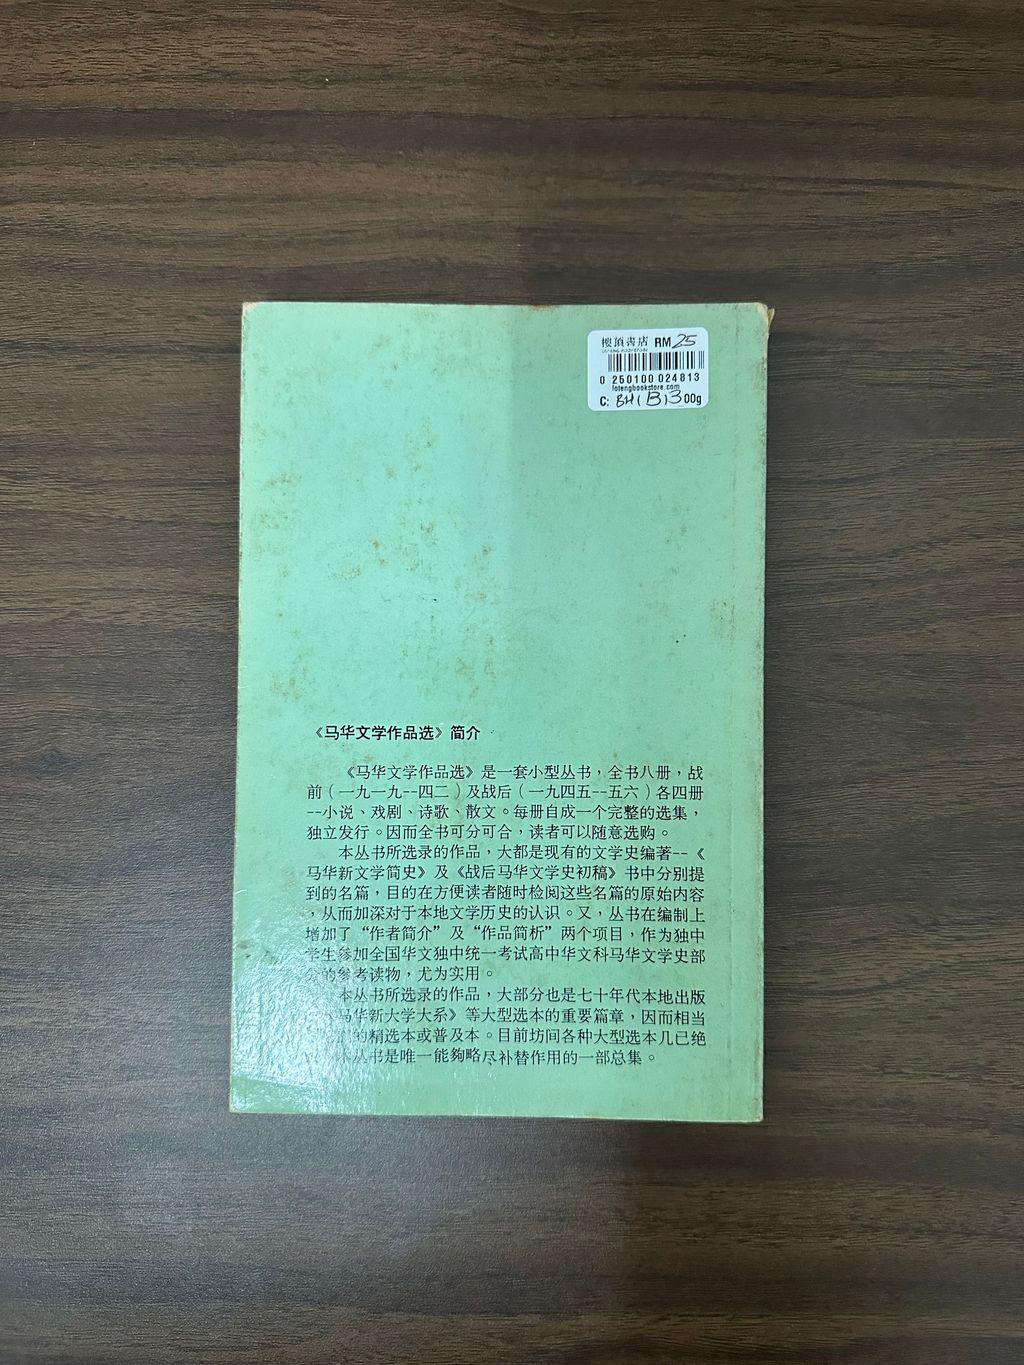 樓頂書店 RM 25
0 250100 024813
lotengbookstore.com
C: BH(B)300g
《马华文学作品选》简介
《马华文学作品选》是一套小型丛书，全书八册，战
前（一九一九--四二）及战后（一九四五--五六）各四册
--小说、戏剧、诗歌、散文。每册自成一个完整的选集，
独立发行。因而全书可分可合，读者可以随意选购。
本丛书所选录的作品，大都是现有的文学史编著--《
马华新文学简史》及《战后马华文学史初稿》书中分别提
到的名篇，目的在方便读者随时检阅这些名篇的原始内容
，从而加深对于本地文学历史的认识。又，丛书在编制上
增加了“作者简介”及“作品简析”两个项目，作为独中
学生参加全国华文独中统一考试高中华文科马华文学史部
的参考读物，尤为实用。
本丛书所选录的作品，大部分也是七十年代本地出版
马华新大学大系》等大型选本的重要篇章，因而相当
的精选本或普及本。目前坊间各种大型选本几已绝
丛书是唯一能夠略尽补替作用的一部总集。